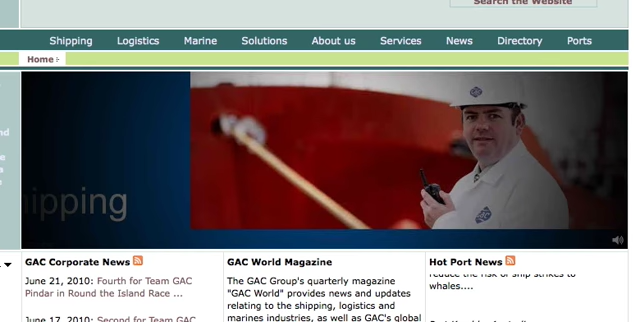 Search the Website
Shipping Logistics Marine Solutions About us Services News Directory Ports
Home
nd
e
a
e
ipping
GAC Corporate News
June 21, 2010: Fourth for Team GAC
Pindar in Round the Island Race ...
June 17, 2010: Second for Team GAC
GAC World Magazine
The GAC Group's quarterly magazine
"GAC World" provides news and updates
relating to the shipping, logistics and
marines industries, as well as GAC's global
Hot Port News
reduce the risk of ship strikes to
whales....